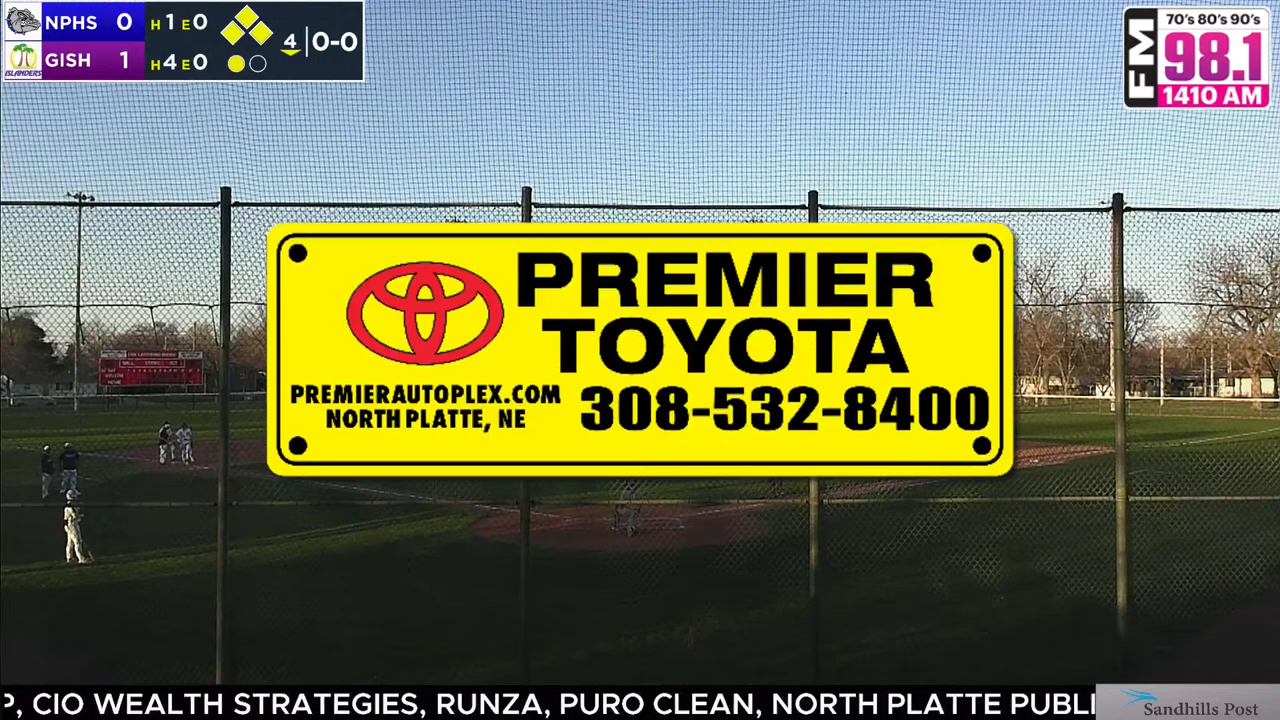 NPHS 0 H 1 E 0
ISLANDERS GISH 1 H 4 E 0
4 0-0
70's 80's 90's
FM 98.1
1410 AM
PREMIER
TOYOTA
PREMIERAUTOPLEX.COM
NORTH PLATTE, NE
308-532-8400
P, CIO WEALTH STRATEGIES, RUNZA, PURO CLEAN, NORTH PLATTE PUBLI
Sandhills Post